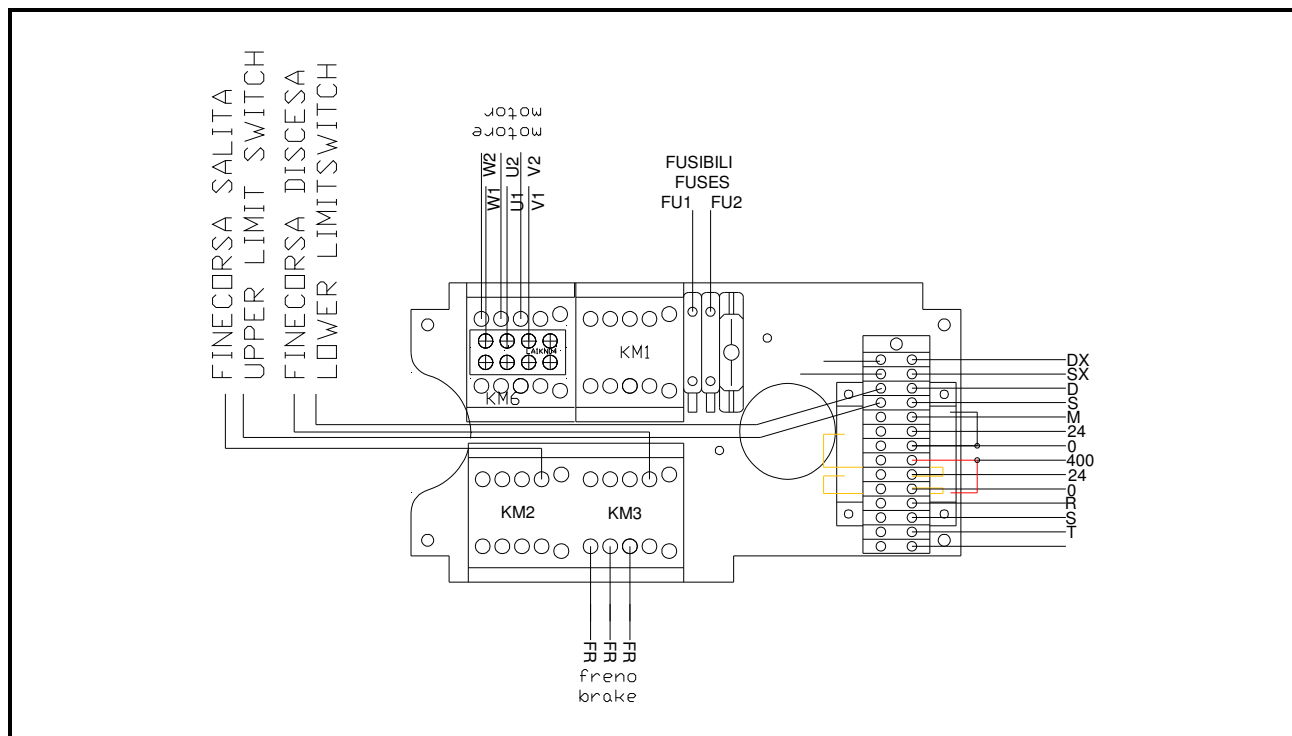 FINECORSA SALITA
UPPER LIMIT SWITCH
FINECORSA DISCESA
LOWER LIMITSWITCH
motor
motore
W2
U2
V2
W1
U1
V1
FUSIBILI
FUSES
FU1 FU2
LA1KN04
KM6
KM1
KM2
KM3
FR FR FR
freno
brake
DX
SX
D
S
M
24
0
400
24
0
R
S
T